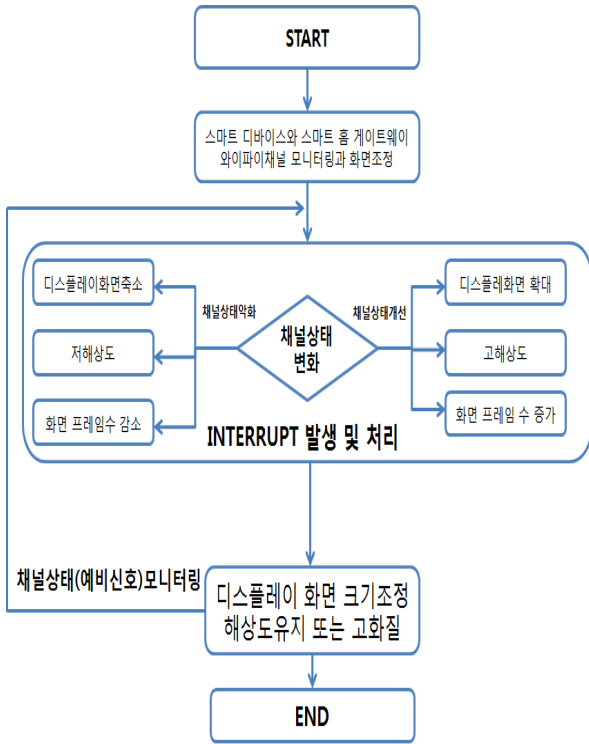 START
스마트 디바이스와 스마트 홈 게이트웨이
와이파이채널 모니터링과 화면조정
디스플레이화면축소
채널상태악화
채널상태개선
디스플레화면 확대
저해상도
채널상태
변화
고해상도
화면 프레임수 감소
화면 프레임 수 증가
INTERRUPT 발생 및 처리
채널상태(예비신호)모니터링
디스플레이 화면 크기조정
해상도유지 또는 고화질
END